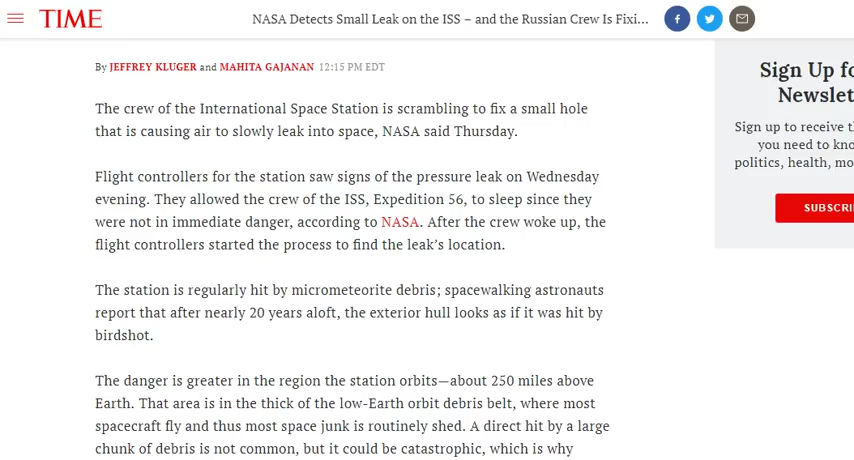 TIME
NASA Detects Small Leak on the ISS – and the Russian Crew Is Fixi...
By JEFFREY KLUGER and MAHITA GAJANAN 12:15 PM EDT
The crew of the International Space Station is scrambling to fix a small hole
that is causing air to slowly leak into space, NASA said Thursday.
Flight controllers for the station saw signs of the pressure leak on Wednesday
evening. They allowed the crew of the ISS, Expedition 56, to sleep since they
were not in immediate danger, according to NASA. After the crew woke up, the
flight controllers started the process to find the leak’s location.
The station is regularly hit by micrometeorite debris; spacewalking astronauts
report that after nearly 20 years aloft, the exterior hull looks as if it was hit by
birdshot.
The danger is greater in the region the station orbits—about 250 miles above
Earth. That area is in the thick of the low-Earth orbit debris belt, where most
spacecraft fly and thus most space junk is routinely shed. A direct hit by a large
chunk of debris is not common, but it could be catastrophic, which is why
Sign Up fo
Newslet
Sign up to receive th
you need to kno
politics, health, mo
SUBSCRI